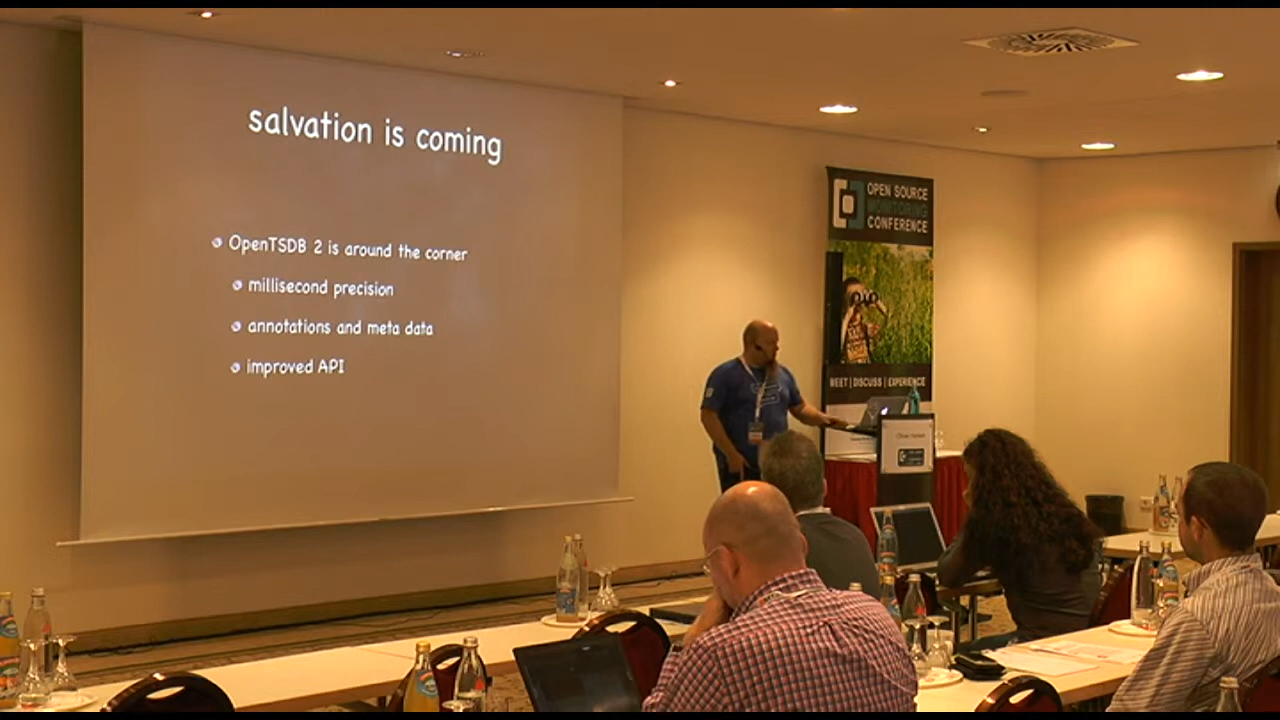 salvation is coming
OpenTSDB 2 is around the corner
millisecond precision
annotations and meta data
improved API
OPEN SOURCE
MONITORING
CONFERENCE
MEET | DISCUSS | EXPERIENCE